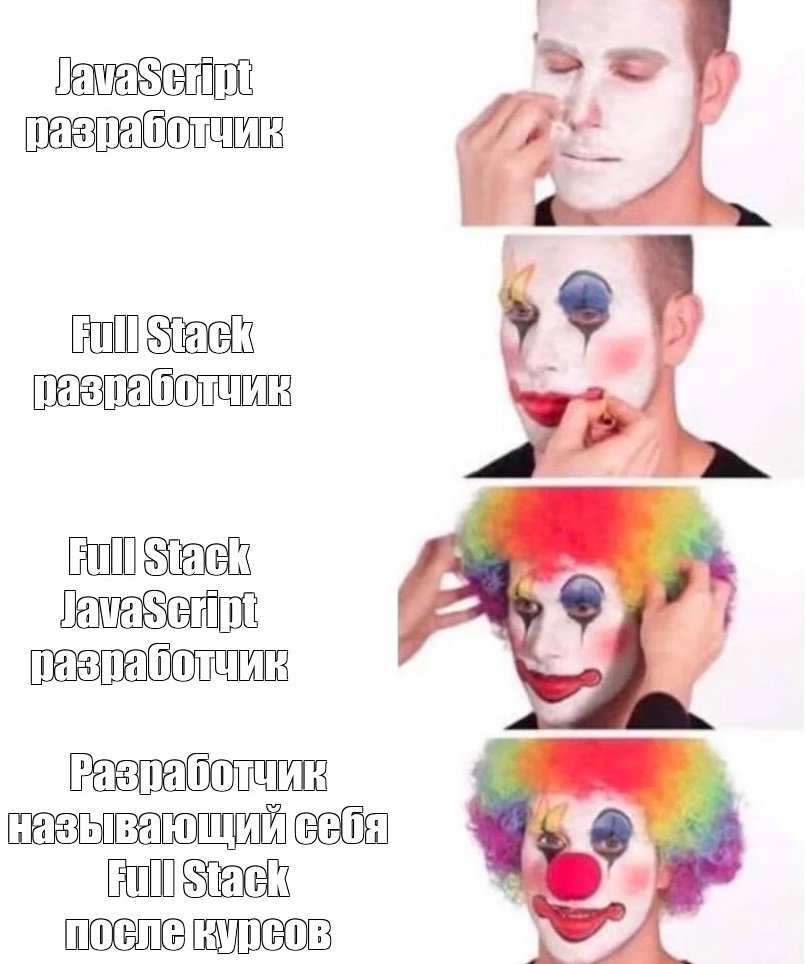 JavaScript
разработчик
Full Stack
разработчик
Full Stack
JavaScript
разработчик
Разработчик
называющий себя
Full Stack
после курсов